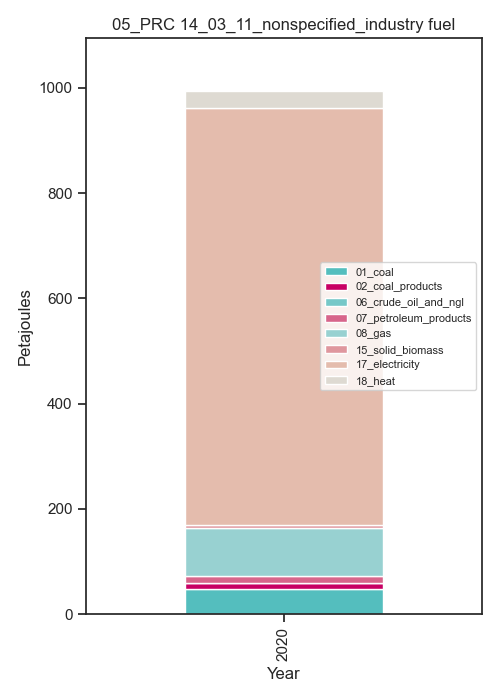 05_PRC 14_03_11_nonspecified_industry fuel
1000
800
600
400
200
0
Petajoules
01_coal
02_coal_products
06_crude_oil_and_ngl
07_petroleum_products
08_gas
15_solid_biomass
17_electricity
18_heat
2020
Year